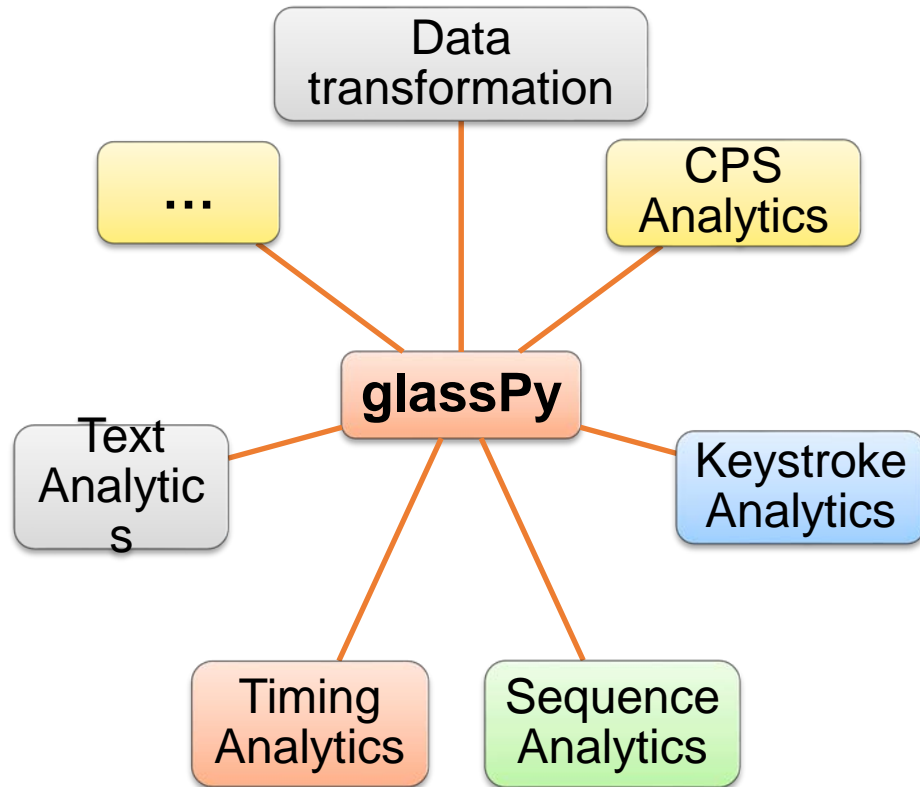 Data
transformation
...
CPS
Analytics
glassPy
Text
Analytic
s
Keystroke
Analytics
Timing
Analytics
Sequence
Analytics